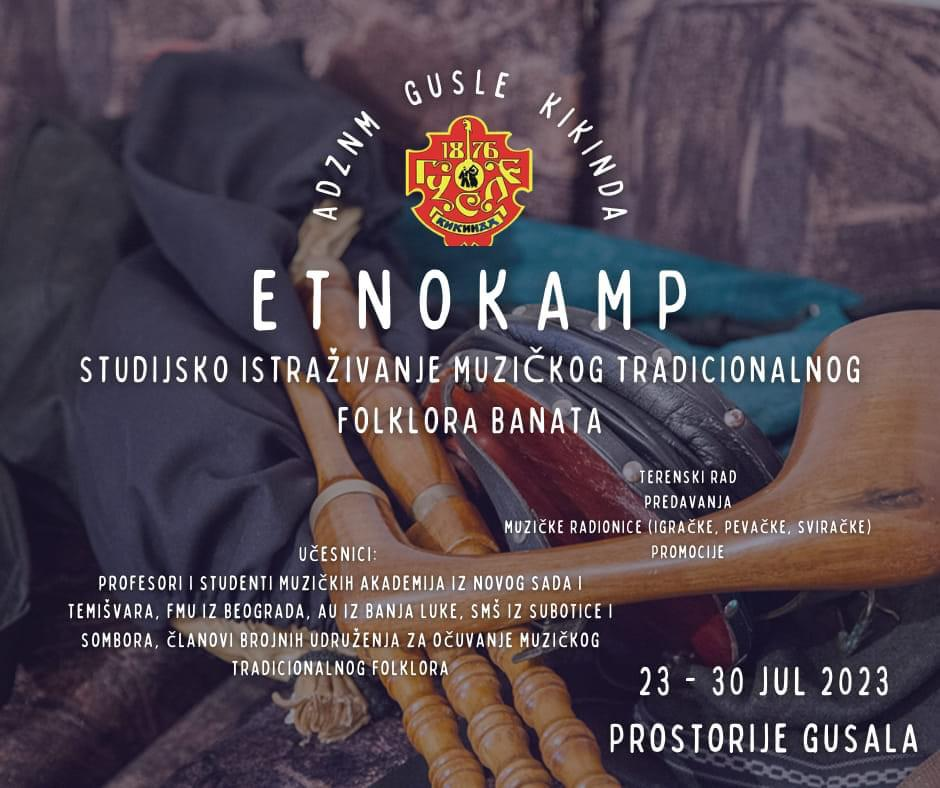 ADZNM GUSLE KIKINDA
1876
ГУСЛЕ
КИКИНДА
ETNOKAMP
STUDIJSKO ISTRAŽIVANJE MUZIČKOG TRADICIONALNOG
FOLKLORA BANATA
TERENSKI RAD
PREDAVANJA
MUZIČKE RADIONICE (IGRAČKE, PEVAČKE, SVIRAČKE)
PROMOCIJE
UČESNICI:
PROFESORI I STUDENTI MUZIČKIH AKADEMIJA IZ NOVOG SADA I
TEMIŠVARA, FMU IZ BEOGRADA, AU IZ BANJA LUKE, SMŠ IZ SUBOTICE I
SOMBORA, ČLANOVI BROJNIH UDRUŽENJA ZA OČUVANJE MUZIČKOG
TRADICIONALNOG FOLKLORA
23 - 30 JUL 2023
PROSTORIJE GUSALA